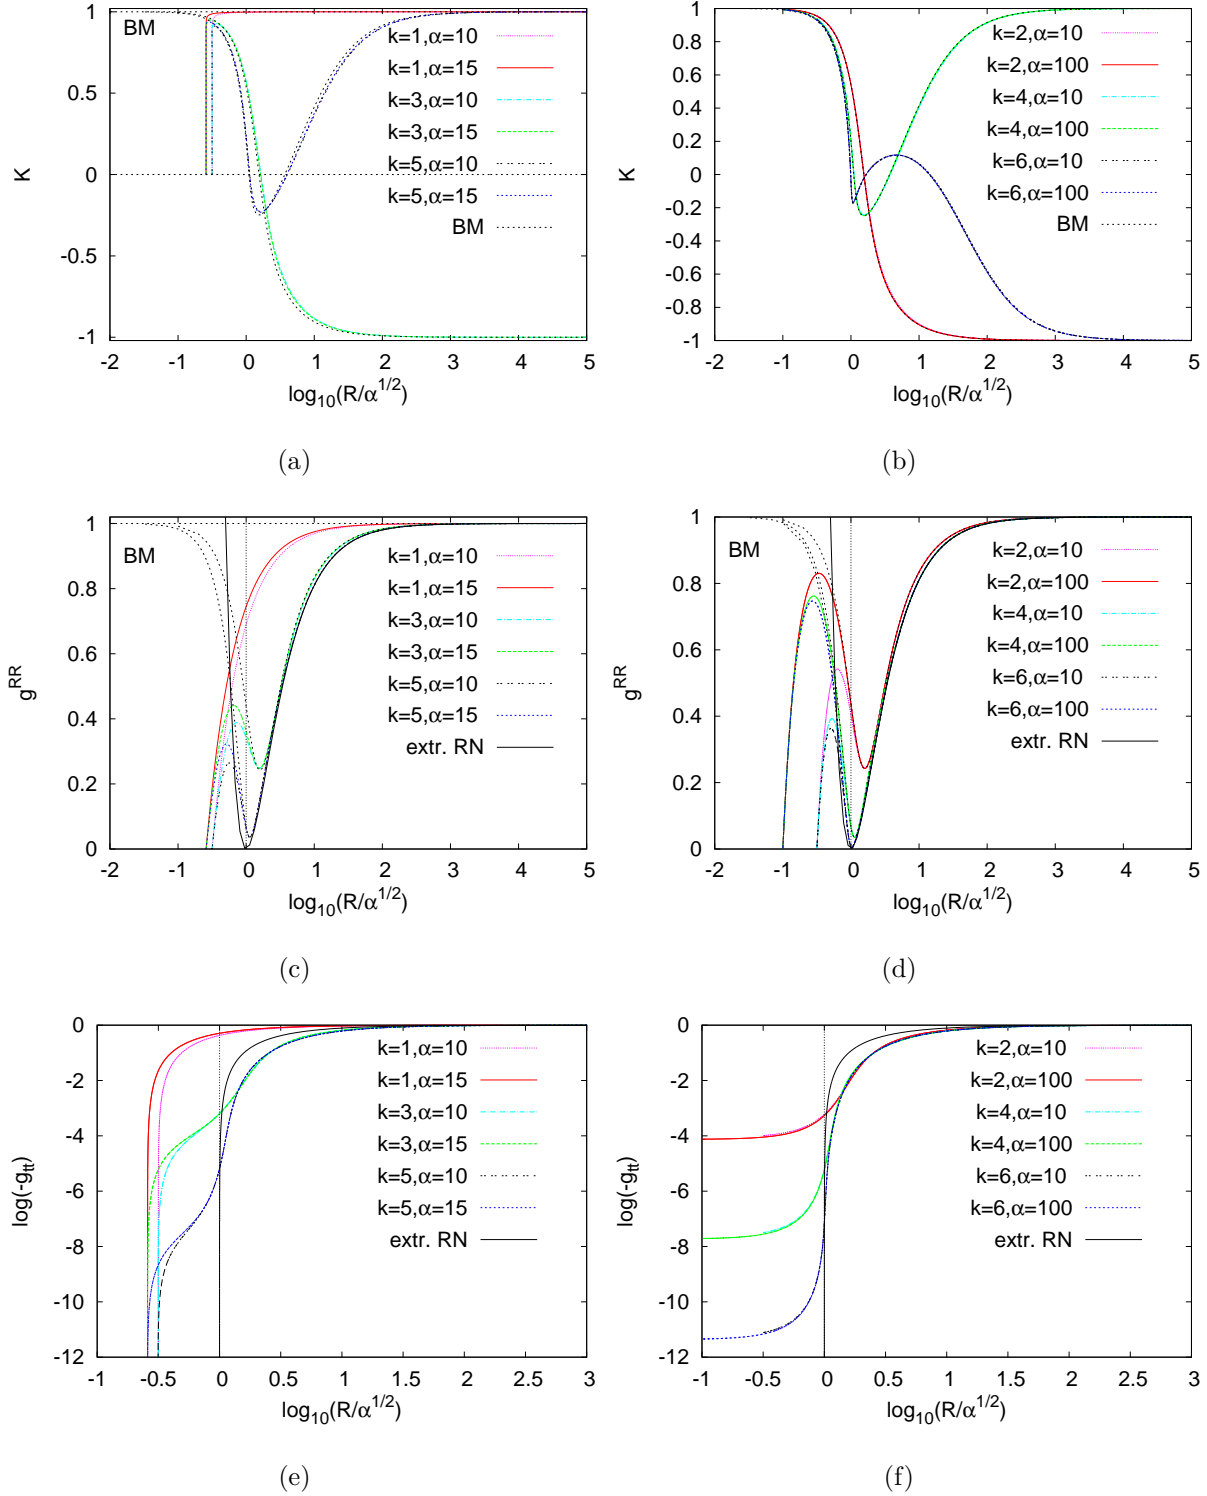 BM
k=1,α=10
k=1,α=15
k=3,α=10
k=3,α=15
k=5,α=10
k=5,α=15
BM
1
0.5
0
-0.5
-1
K
-2 -1 0 1 2 3 4 5
log10(R/α^1/2)
(a)
k=2,α=10
k=2,α=100
k=4,α=10
k=4,α=100
k=6,α=10
k=6,α=100
BM
1
0.8
0.6
0.4
0.2
0
-0.2
-0.4
-0.6
-0.8
-1
K
-2 -1 0 1 2 3 4 5
log10(R/α^1/2)
(b)
BM
k=1,α=10
k=1,α=15
k=3,α=10
k=3,α=15
k=5,α=10
k=5,α=15
extr. RN
1
0.8
0.6
0.4
0.2
0
g^RR
-2 -1 0 1 2 3 4 5
log10(R/α^1/2)
(c)
BM
k=2,α=10
k=2,α=100
k=4,α=10
k=4,α=100
k=6,α=10
k=6,α=100
extr. RN
1
0.8
0.6
0.4
0.2
0
g^RR
-2 -1 0 1 2 3 4 5
log10(R/α^1/2)
(d)
k=1,α=10
k=1,α=15
k=3,α=10
k=3,α=15
k=5,α=10
k=5,α=15
extr. RN
0
-2
-4
-6
-8
-10
-12
log(-gtt)
-1 -0.5 0 0.5 1 1.5 2 2.5 3
log10(R/α^1/2)
(e)
k=2,α=10
k=2,α=100
k=4,α=10
k=4,α=100
k=6,α=10
k=6,α=100
extr. RN
0
-2
-4
-6
-8
-10
-12
log(-gtt)
-1 -0.5 0 0.5 1 1.5 2 2.5 3
log10(R/α^1/2)
(f)